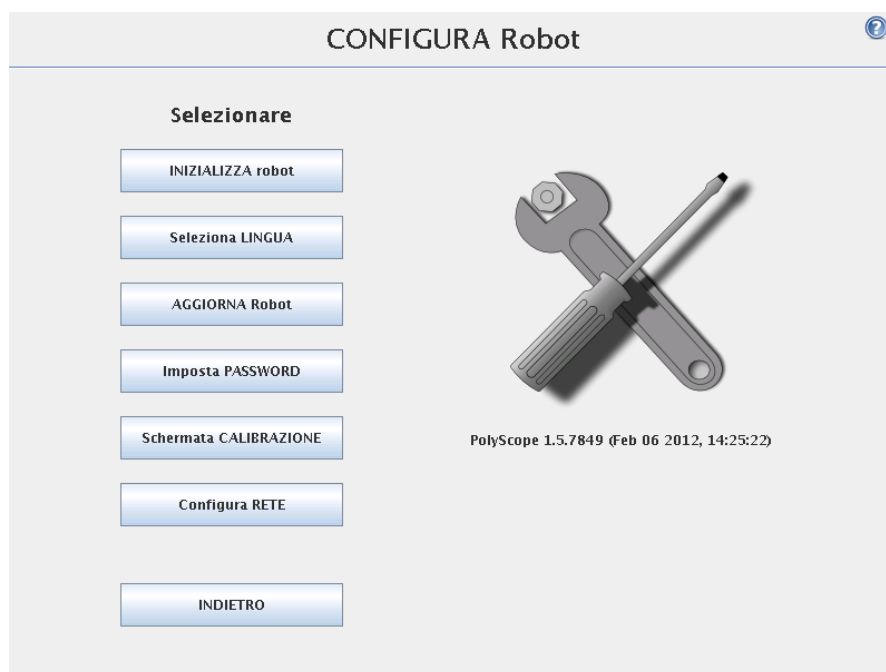 CONFIGURA Robot
?
Selezionare
INIZIALIZZA robot
Seleziona LINGUA
AGGIORNA Robot
Imposta PASSWORD
Schermata CALIBRAZIONE
PolyScope 1.5.7849 (Feb 06 2012, 14:25:22)
Configura RETE
INDIETRO